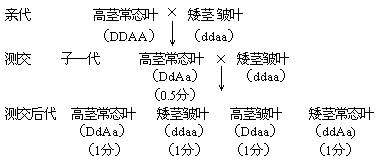 亲代 高茎常态叶 × 矮茎皱叶
(DDAA) (ddaa)
测交 子一代 高茎常态叶 × 矮茎皱叶
(DdAa) (ddaa)
(0.5分)
测交后代 高茎常态叶 矮茎皱叶 高茎皱叶 矮茎常态叶
(DdAa) (ddaa) (Ddaa) (ddAa)
(1分) (1分) (1分) (1分)